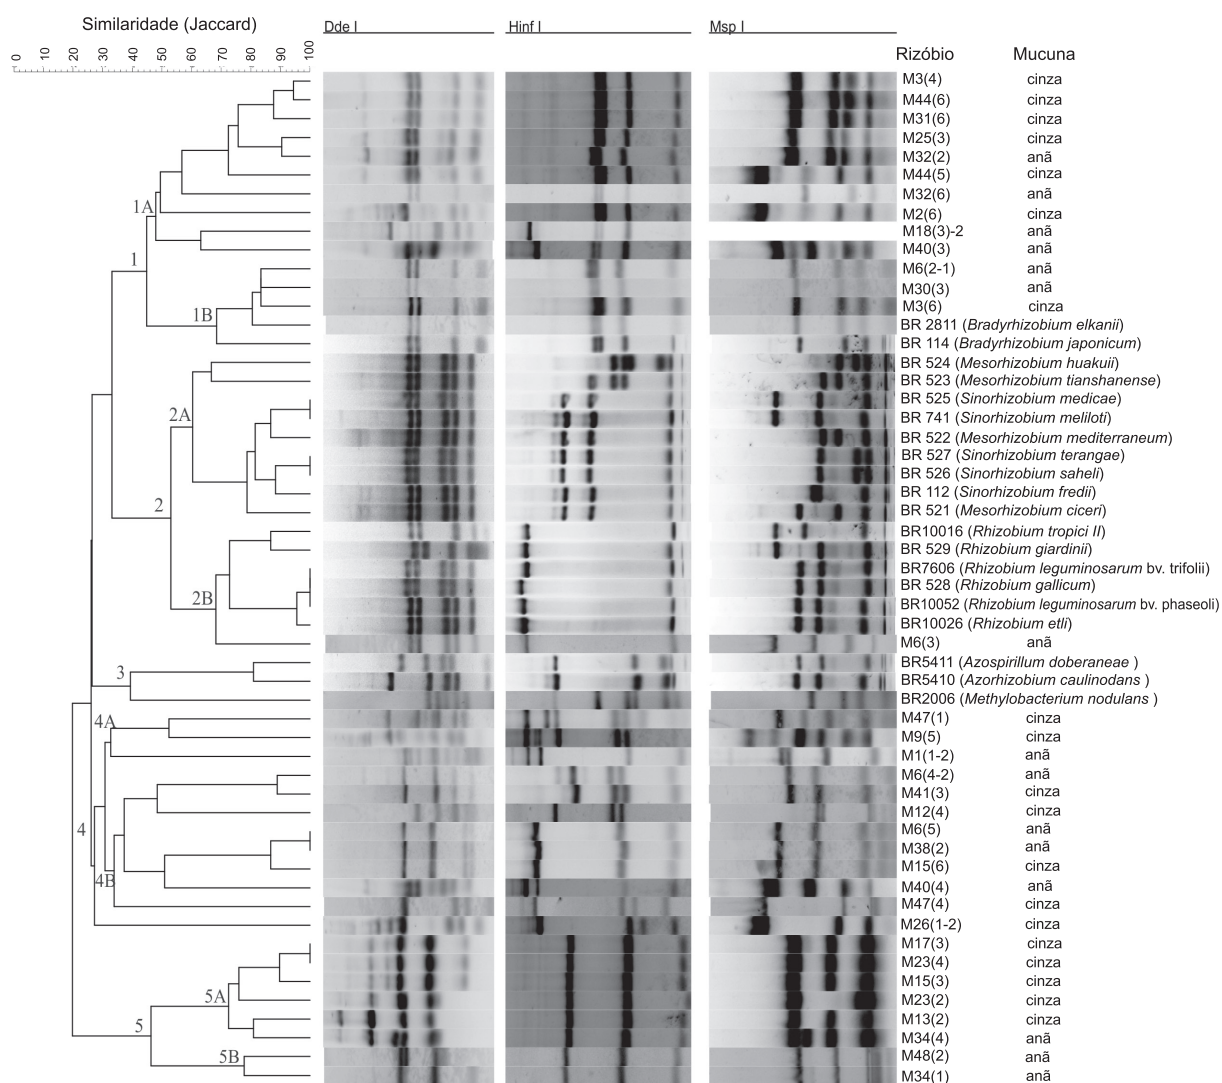 Similaridade (Jaccard)
Dde I
Hinf I
Msp I
0 10 20 30 40 50 60 70 80 90 100
Rizóbio Mucuna
M3(4) cinza
M44(6) cinza
M31(6) cinza
M25(3) cinza
M32(2) anã
M44(5) cinza
M32(6) anã
1A
M2(6) cinza
M18(3)-2 anã
M40(3) anã
1
M6(2-1) anã
M30(3) anã
M3(6) cinza
1B
BR 2811 (Bradyrhizobium elkanii)
BR 114 (Bradyrhizobium japonicum)
BR 524 (Mesorhizobium huakuii)
BR 523 (Mesorhizobium tianshanense)
BR 525 (Sinorhizobium medicae)
2A
BR 741 (Sinorhizobium meliloti)
BR 522 (Mesorhizobium mediterraneum)
BR 527 (Sinorhizobium terangae)
BR 526 (Sinorhizobium saheli)
BR 112 (Sinorhizobium fredii)
2
BR 521 (Mesorhizobium ciceri)
BR10016 (Rhizobium tropici II)
BR 529 (Rhizobium giardinii)
BR7606 (Rhizobium leguminosarum bv. trifolii)
BR 528 (Rhizobium gallicum)
2B
BR10052 (Rhizobium leguminosarum bv. phaseoli)
BR10026 (Rhizobium etli)
M6(3) anã
BR5411 (Azospirillum doberaneae )
3
BR5410 (Azorhizobium caulinodans )
BR2006 (Methylobacterium nodulans )
4A
M47(1) cinza
M9(5) cinza
M1(1-2) anã
M6(4-2) anã
M41(3) cinza
M12(4) cinza
4
M6(5) anã
M38(2) anã
M15(6) cinza
4B
M40(4) anã
M47(4) cinza
M26(1-2) cinza
M17(3) cinza
M23(4) cinza
M15(3) cinza
5A
M23(2) cinza
M13(2) cinza
5
M34(4) anã
5B
M48(2) anã
M34(1) anã